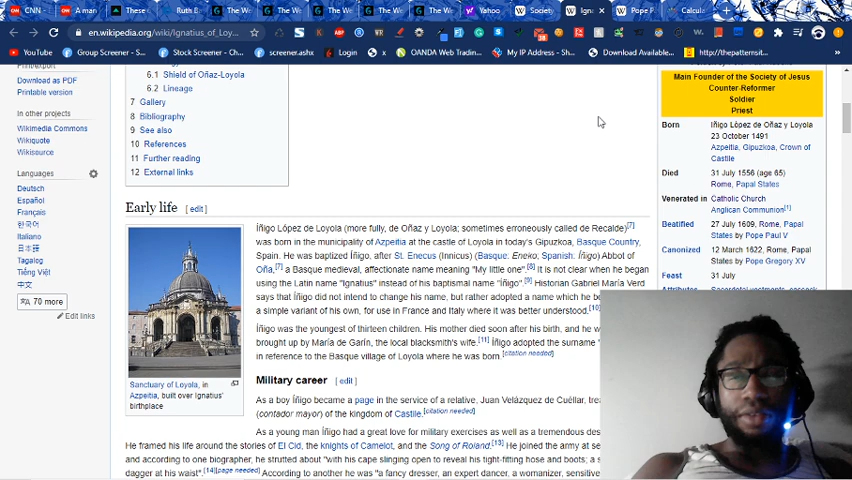 CNN -
A man
These
Ruth B
The Wo
The W
The W
The W
The W
Yahoo
Society
Ign
Pope F
Calcula
en.wikipedia.org/wiki/Ignatius_of_Loy...
YouTube
Group Screener - S...
Stock Screener - C...
screener.ashx
Login
x
OANDA Web Tradin...
My IP Address - Sh...
Download Available...
http://thepatternsit...
Print/export
Download as PDF
Printable version
In other projects
Wikimedia Commons
Wikiquote
Wikisource
Languages
Deutsch
Español
Français
한국어
Italiano
日本語
Tagalog
Tiếng Việt
中文
70 more
Edit links
6.1 Shield of Oñaz-Loyola
6.2 Lineage
7 Gallery
8 Bibliography
9 See also
10 References
11 Further reading
12 External links
Early life [ edit ]
Sanctuary of Loyola, in
Azpeitia, built over Ignatius'
birthplace
Íñigo López de Loyola (more fully, de Oñaz y Loyola; sometimes erroneously called de Recalde)[7]
was born in the municipality of Azpeitia at the castle of Loyola in today's Gipuzkoa, Basque Country,
Spain. He was baptized Íñigo, after St. Enecus (Innicus) (Basque: Eneko; Spanish: Íñigo) Abbot of
Oña,[7] a Basque medieval, affectionate name meaning "My little one".[8] It is not clear when he began
using the Latin name "Ignatius" instead of his baptismal name "Íñigo".[9] Historian Gabriel María Verd
says that Íñigo did not intend to change his name, but rather adopted a name which he be
a simple variant of his own, for use in France and Italy where it was better understood.[10]
Íñigo was the youngest of thirteen children. His mother died soon after his birth, and he w
brought up by María de Garín, the local blacksmith's wife.[11] Íñigo adopted the surname "
in reference to the Basque village of Loyola where he was born.[citation needed]
Military career [ edit ]
As a boy Íñigo became a page in the service of a relative, Juan Velázquez de Cuéllar, tre
(contador mayor) of the kingdom of Castile.[citation needed]
As a young man Íñigo had a great love for military exercises as well as a tremendous des
He framed his life around the stories of El Cid, the knights of Camelot, and the Song of Roland.[13] He joined the army at se
and according to one biographer, he strutted about "with his cape slinging open to reveal his tight-fitting hose and boots; a s
dagger at his waist".[14][page needed] According to another he was "a fancy dresser, an expert dancer, a womanizer, sensitive
Main Founder of the Society of Jesus
Counter-Reformer
Soldier
Priest
Born Iñigo López de Oñaz y Loyola
23 October 1491
Azpeitia, Gipuzkoa, Crown of
Castile
Died 31 July 1556 (age 65)
Rome, Papal States
Venerated in Catholic Church
Anglican Communion[1]
Beatified 27 July 1609, Rome, Papal
States by Pope Paul V
Canonized 12 March 1622, Rome, Papal
States by Pope Gregory XV
Feast 31 July
Attributes